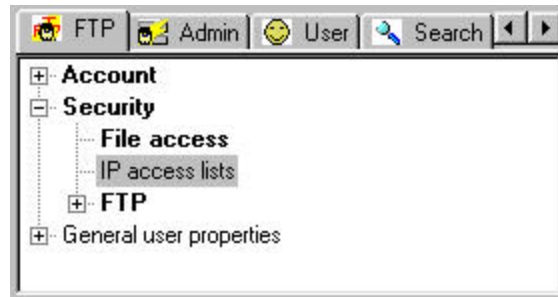 FTP Admin User Search
Account
Security
File access
IP access lists
FTP
General user properties